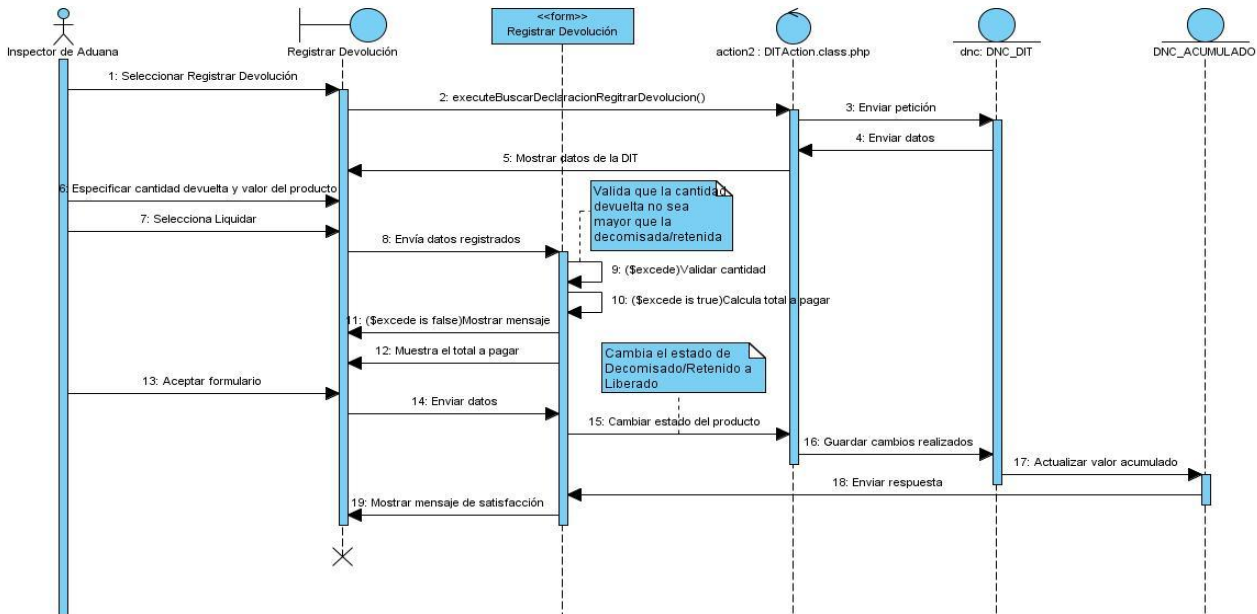 <<form>>
Registrar Devolución
Inspector de Aduana
Registrar Devolución
action2 : DITAction.class.php
dnc: DNC_DIT
DNC_ACUMULADO
1: Seleccionar Registrar Devolución
2: executeBuscarDeclaracionRegitrarDevolucion()
3: Enviar petición
4: Enviar datos
5: Mostrar datos de la DIT
6: Especificar cantidad devuelta y valor del producto
Valida que la cantidad
devuelta no sea
mayor que la
decomisada/retenida
7: Selecciona Liquidar
8: Envía datos registrados
9: ($excede)Validar cantidad
10: ($excede is true)Calcula total a pagar
11: ($excede is false)Mostrar mensaje
12: Muestra el total a pagar
Cambia el estado de
Decomisado/Retenido a
Liberado
13: Aceptar formulario
14: Enviar datos
15: Cambiar estado del producto
16: Guardar cambios realizados
17: Actualizar valor acumulado
18: Enviar respuesta
19: Mostrar mensaje de satisfacción